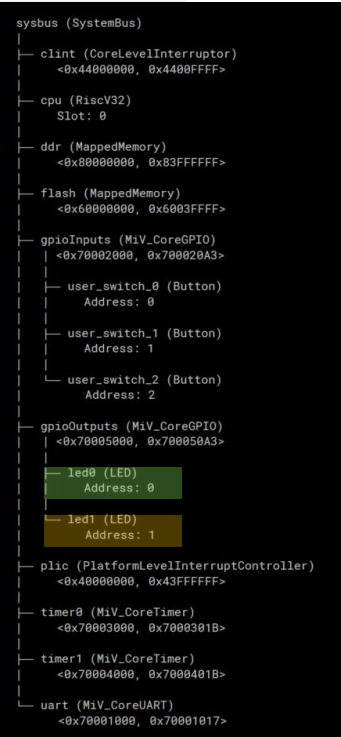 sysbus (SystemBus)
clint (CoreLevelInterruptor)
<0x44000000, 0x4400FFFF>
cpu (RiscV32)
Slot: 0
ddr (MappedMemory)
<0x80000000, 0x83FFFFFF>
flash (MappedMemory)
<0x60000000, 0x6003FFFF>
gpioInputs (MiV_CoreGPIO)
<0x70002000, 0x700020A3>
user_switch_0 (Button)
Address: 0
user_switch_1 (Button)
Address: 1
user_switch_2 (Button)
Address: 2
gpioOutputs (MiV_CoreGPIO)
<0x70005000, 0x700050A3>
led0 (LED)
Address: 0
led1 (LED)
Address: 1
plic (PlatformLevelInterruptController)
<0x40000000, 0x43FFFFFF>
timer0 (MiV_CoreTimer)
<0x70003000, 0x7000301B>
timer1 (MiV_CoreTimer)
<0x70004000, 0x7000401B>
uart (MiV_CoreUART)
<0x70001000, 0x70001017>